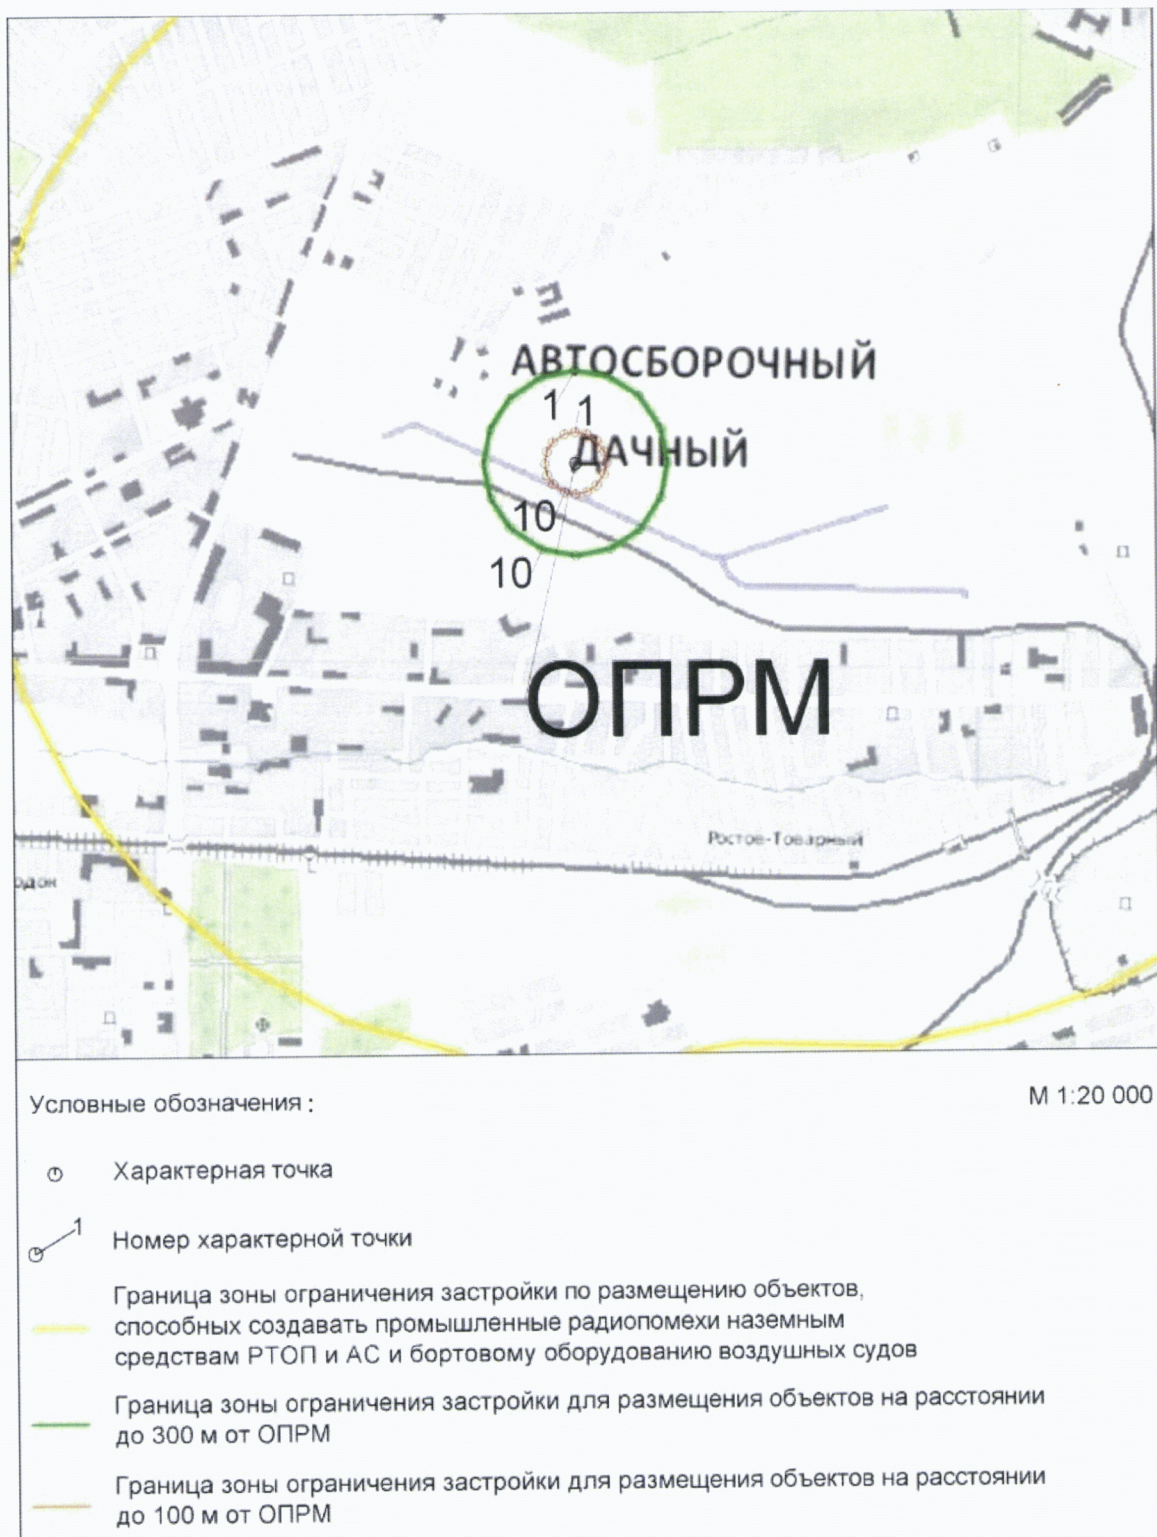 АВТОСБОРОЧНЫЙ
1
1
ДАЧНЫЙ
10
10
ОПРМ
Ростов-Товарный
одок
Условные обозначения :
М 1:20 000
Характерная точка
1
Номер характерной точки
Граница зоны ограничения застройки по размещению объектов,
способных создавать промышленные радиопомехи наземным
средствам РТОП и АС и бортовому оборудованию воздушных судов
Граница зоны ограничения застройки для размещения объектов на расстоянии
до 300 м от ОПРМ
Граница зоны ограничения застройки для размещения объектов на расстоянии
до 100 м от ОПРМ